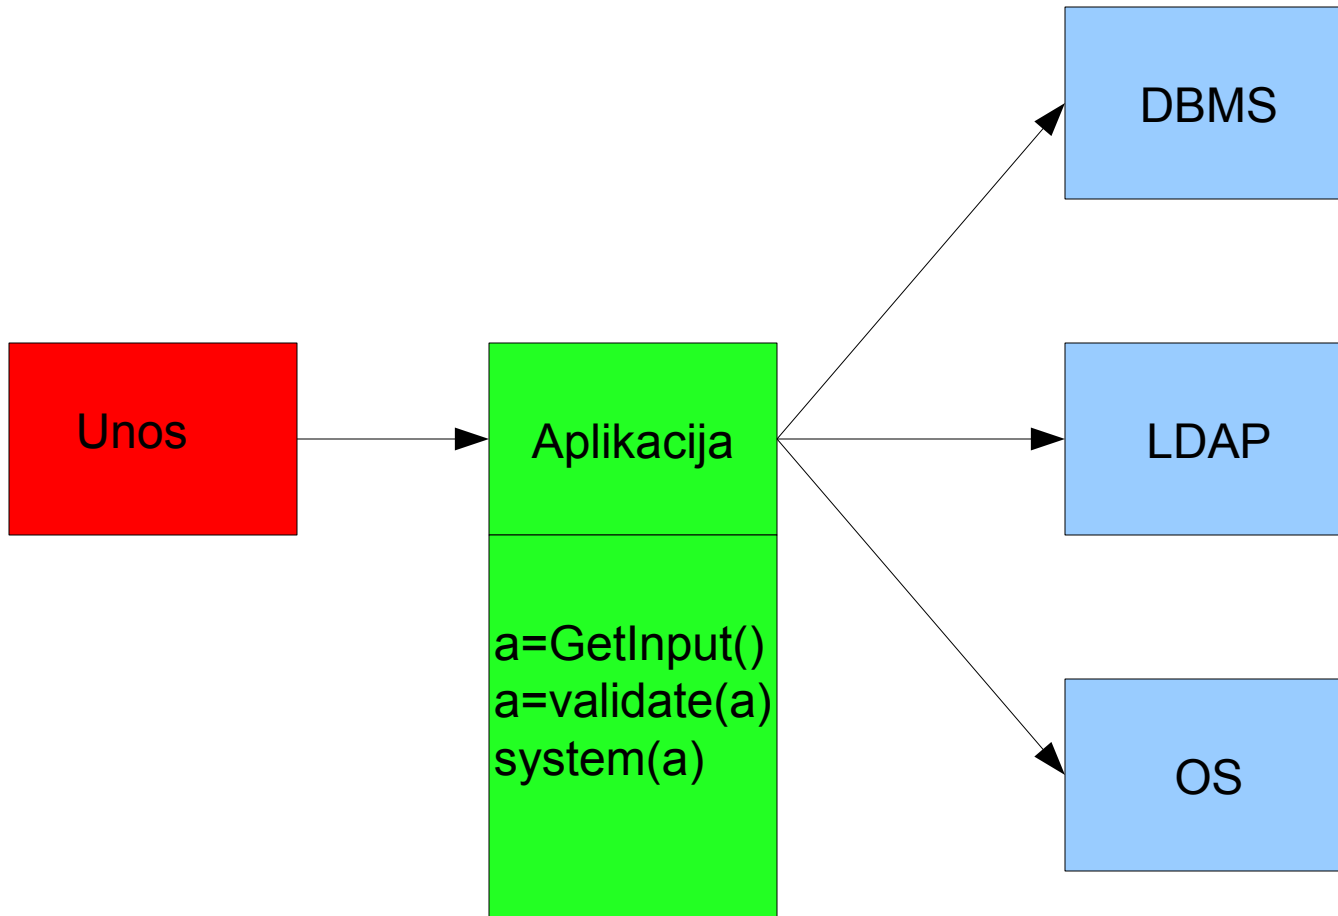 DBMS
Unos
Aplikacija
LDAP
a=GetInput()
a=validate(a)
system(a)
OS